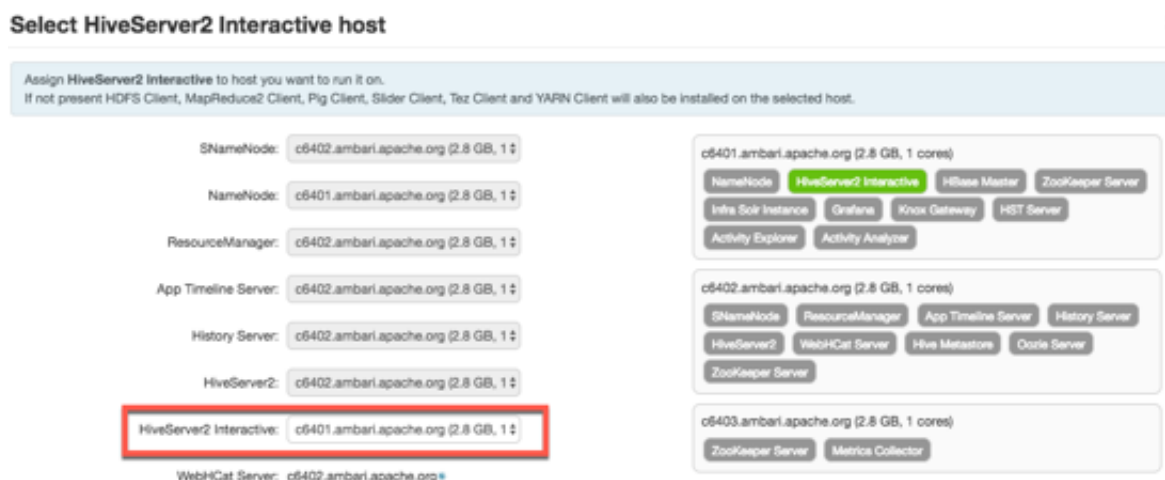 Select HiveServer2 Interactive host
Assign HiveServer2 Interactive to host you want to run it on.
If not present HDFS Client, MapReduce2 Client, Pig Client, Slider Client, Tez Client and YARN Client will also be installed on the selected host.
SNameNode: c6402.ambari.apache.org (2.8 GB, 1
NameNode: c6401.ambari.apache.org (2.8 GB, 1
ResourceManager: c6402.ambari.apache.org (2.8 GB, 1
App Timeline Server: c6402.ambari.apache.org (2.8 GB, 1
History Server: c6402.ambari.apache.org (2.8 GB, 1
HiveServer2: c6402.ambari.apache.org (2.8 GB, 1
HiveServer2 Interactive: c6401.ambari.apache.org (2.8 GB, 1
WebHCat Server: c6402.ambari.apache.org
c6401.ambari.apache.org (2.8 GB, 1 cores)
NameNode HiveServer2 Interactive HBase Master ZooKeeper Server
Infra Solr Instance Grafana Knox Gateway HST Server
Activity Explorer Activity Analyzer
c6402.ambari.apache.org (2.8 GB, 1 cores)
SNameNode ResourceManager App Timeline Server History Server
HiveServer2 WebHCat Server Hive Metastore Oozie Server
ZooKeeper Server
c6403.ambari.apache.org (2.8 GB, 1 cores)
ZooKeeper Server Metrics Collector